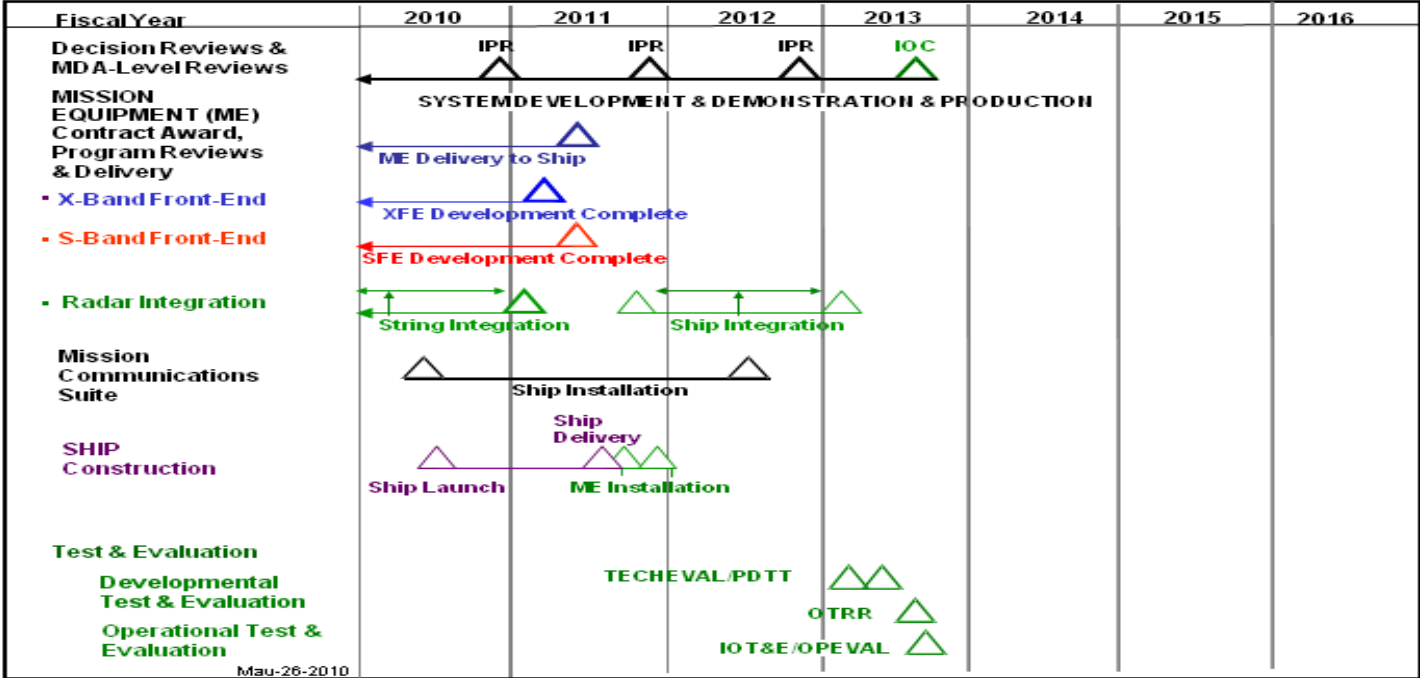 Fiscal Year 2010 2011 2012 2013 2014 2015 2016
Decision Reviews &
MDA-Level Reviews
IPR IPR IPR IOC
MISSION
EQUIPMENT (ME)
Contract Award,
Program Reviews
& Delivery
SYSTEM DEVELOPMENT & DEMONSTRATION & PRODUCTION
ME Delivery to Ship
▪ X-Band Front-End
XFE Development Complete
▪ S-Band Front-End
SFE Development Complete
▪ Radar Integration
String Integration Ship Integration
Mission
Communications
Suite
Ship Installation
SHIP
Construction
Ship
Delivery
Ship Launch ME Installation
Test & Evaluation
Developmental
Test & Evaluation
TECHEVAL/PDTT
OTRR
Operational Test &
Evaluation
IOT&E/OPEVAL
May-26-2010